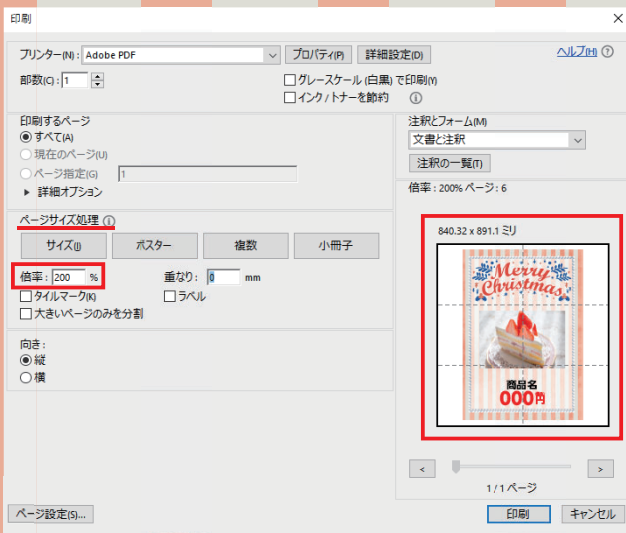 印刷
プリンター(N): Adobe PDF プロパティ(P) 詳細設定(D) ヘルプ(H)
部数(C): 1 グレースケール (白黒) で印刷(Y)
インク / トナーを節約
印刷するページ
すべて(A)
現在のページ(U)
ページ指定(G) 1
詳細オプション
注釈とフォーム(M)
文書と注釈
注釈の一覧(T)
倍率 : 200% ページ : 6
ページサイズ処理
サイズ(I) ポスター 複数 小冊子
倍率 : 200 % 重なり : 0 mm
タイルマーク(K) ラベル
大きいページのみを分割
向き :
縦
横
840.32 x 891.1 ミリ
Merry
Christmas
商品名
000円
< >
1 / 1 ページ
ページ設定(S)... 印刷 キャンセル